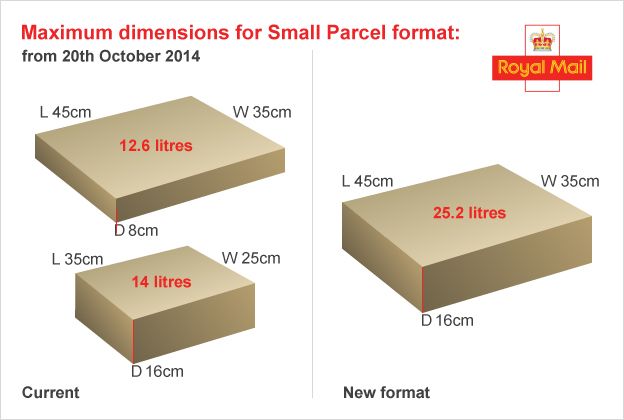 Maximum dimensions for Small Parcel format:
from 20th October 2014
Royal Mail
L 45cm
W 35cm
12.6 litres
D 8cm
L 35cm
W 25cm
14 litres
D 16cm
Current
L 45cm
W 35cm
25.2 litres
D 16cm
New format